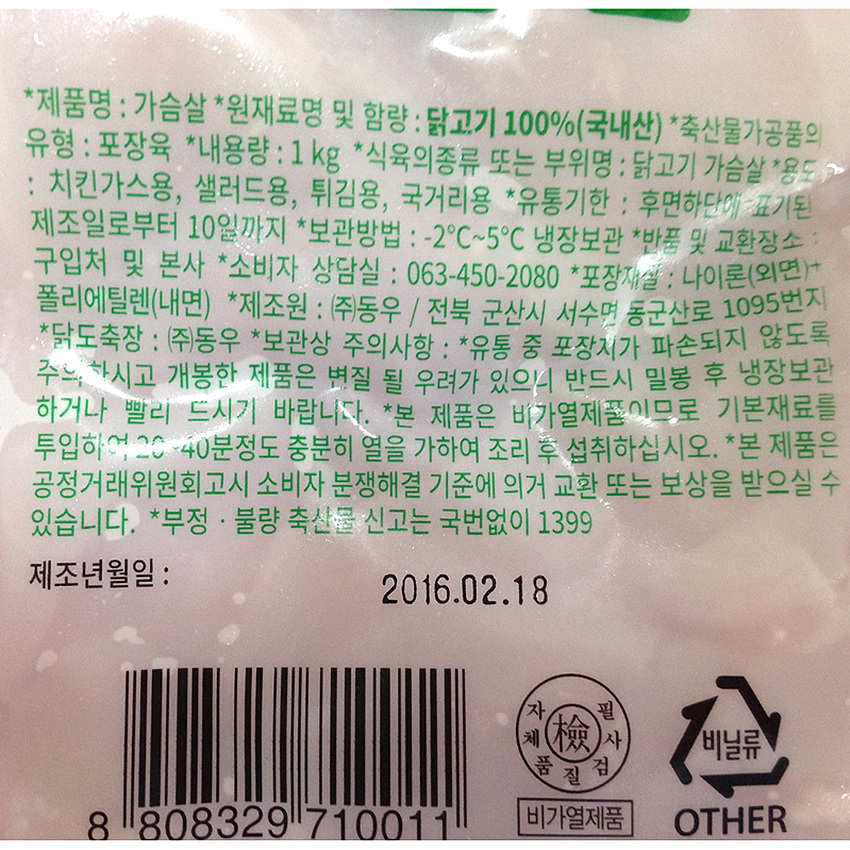 *제품명 : 가슴살 *원재료명 및 함량 : 닭고기 100%(국내산) *축산물가공품의
유형 : 포장육 *내용량 : 1 kg *식육의종류 또는 부위명 : 닭고기 가슴살 *용도
: 치킨가스용, 샐러드용, 튀김용, 국거리용 *유통기한 : 후면하단에 표기된
제조일로부터 10일까지 *보관방법 : -2℃~5℃ 냉장보관 *반품 및 교환장소 :
구입처 및 본사 *소비자 상담실 : 063-450-2080 *포장재질 : 나이론(외면)+
폴리에틸렌(내면) *제조원 : ㈜동우 / 전북 군산시 서수면 동군산로 1095번지
*닭도축장 : ㈜동우 *보관상 주의사항 : *유통 중 포장지가 파손되지 않도록
주의하시고 개봉한 제품은 변질 될 우려가 있으니 반드시 밀봉 후 냉장보관
하거나 빨리 드시기 바랍니다. *본 제품은 비가열제품이므로 기본재료를
투입하여 20~40분정도 충분히 열을 가하여 조리 후 섭취하십시오. *본 제품은
공정거래위원회고시 소비자 분쟁해결 기준에 의거 교환 또는 보상을 받으실 수
있습니다. *부정 · 불량 축산물 신고는 국번없이 1399
제조년월일 : 2016.02.18
8 808329 710011
자체품질검사필
檢
비가열제품
비닐류
OTHER